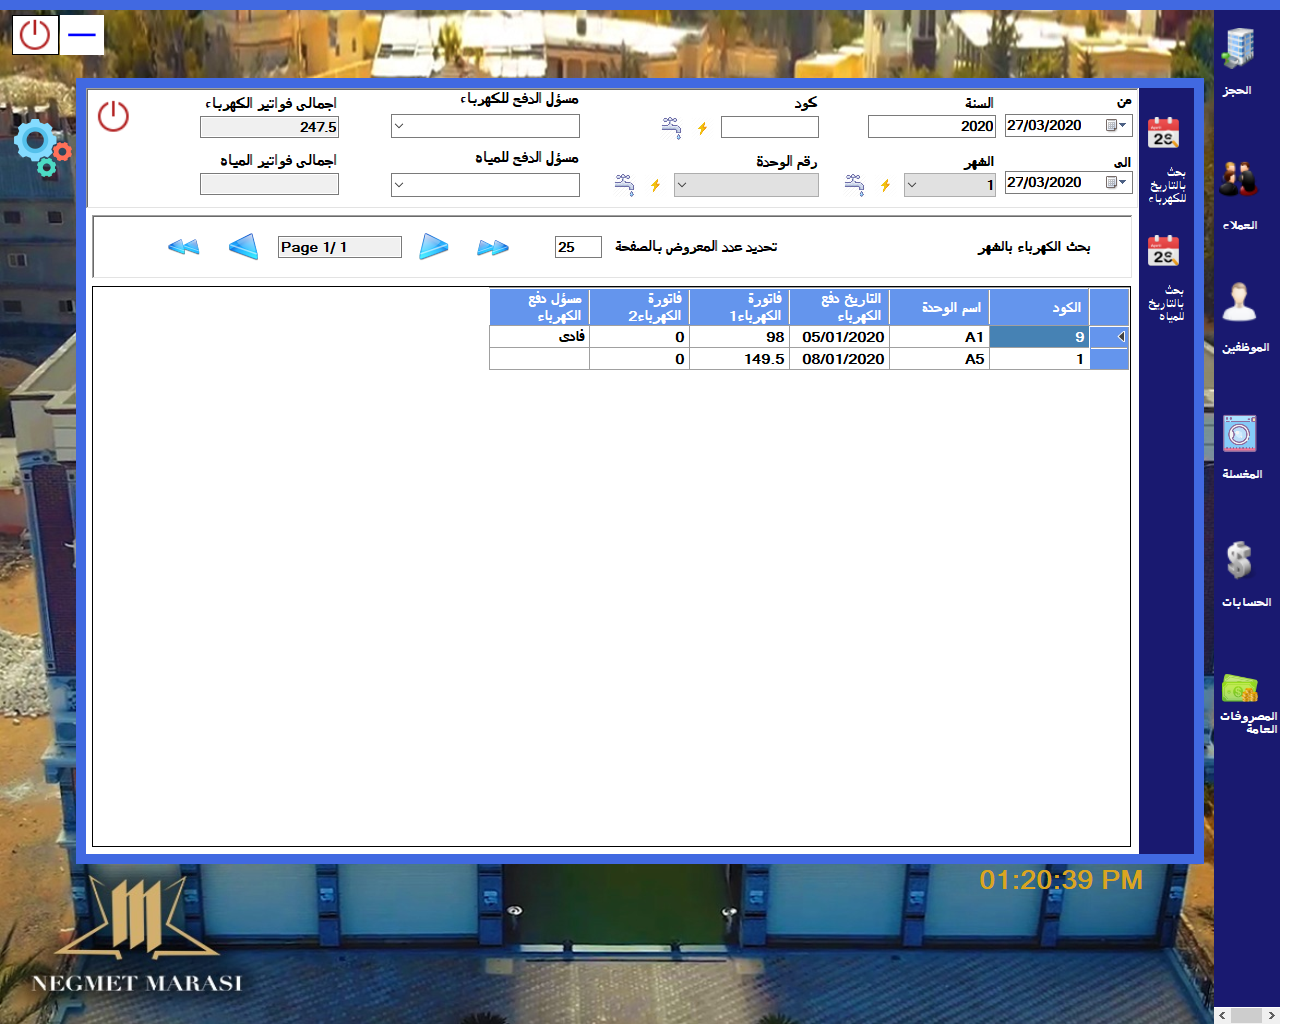 من
السنة
كود
مسؤل الدفع للكهرباء
اجمالى فواتير الكهرباء
27/03/2020
2020
247.5
الى
الشهر
رقم الوحدة
مسؤل الدفع للمياه
اجمالى فواتير المياه
27/03/2020
1
بحث الكهرباء بالشهر
تحديد عدد المعروض بالصفحة
25
Page 1/ 1
الكود
اسم الوحدة
التاريخ دفع
الكهرباء
فاتورة
الكهرباء1
فاتورة
الكهرباء2
مسؤل دفع
الكهرباء
9 A1 05/01/2020 98 0 فادى
1 A5 08/01/2020 149.5 0
28
بحث
بالتاريخ
للكهرباء
28
بحث
بالتاريخ
للمياه
الحجز
العملاء
الموظفين
المغسلة
الحسابات
المصروفات
العامة
01:20:39 PM
NEGMET MARASI